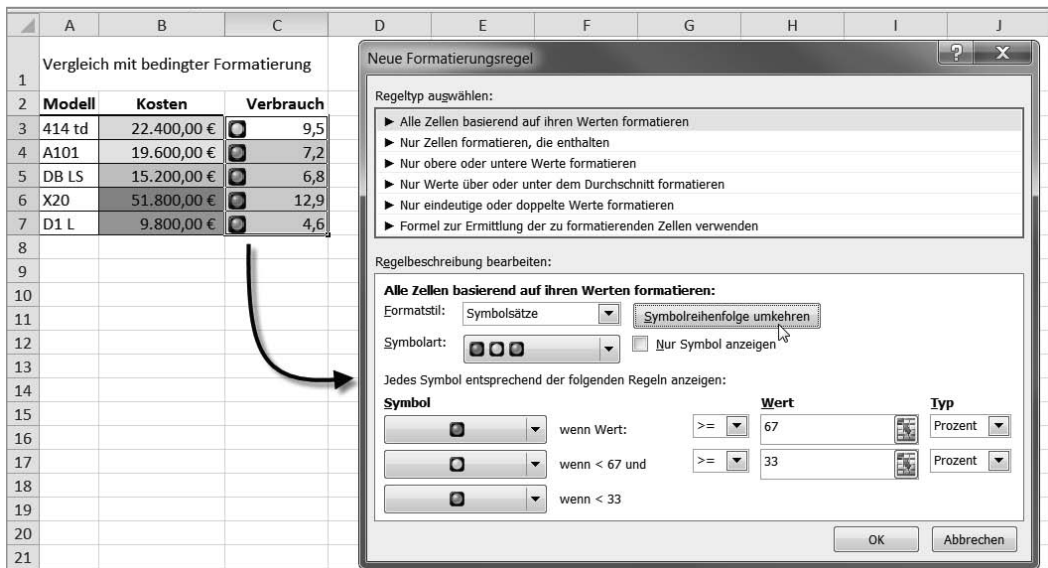 A B C D E F G H I J
1 Vergleich mit bedingter Formatierung
2 Modell Kosten Verbrauch
3 414 td 22.400,00 € 9,5
4 A101 19.600,00 € 7,2
5 DB LS 15.200,00 € 6,8
6 X20 51.800,00 € 12,9
7 D1 L 9.800,00 € 4,6
8
9
10
11
12
13
14
15
16
17
18
19
20
21
Neue Formatierungsregel
Regeltyp auswählen:
► Alle Zellen basierend auf ihren Werten formatieren
► Nur Zellen formatieren, die enthalten
► Nur obere oder untere Werte formatieren
► Nur Werte über oder unter dem Durchschnitt formatieren
► Nur eindeutige oder doppelte Werte formatieren
► Formel zur Ermittlung der zu formatierenden Zellen verwenden
Regelbeschreibung bearbeiten:
Alle Zellen basierend auf ihren Werten formatieren:
Formatstil: Symbolsätze Symbolreihenfolge umkehren
Symbolart: Nur Symbol anzeigen
Jedes Symbol entsprechend der folgenden Regeln anzeigen:
Symbol Wert Typ
wenn Wert: >= 67 Prozent
wenn < 67 und >= 33 Prozent
wenn < 33
OK Abbrechen